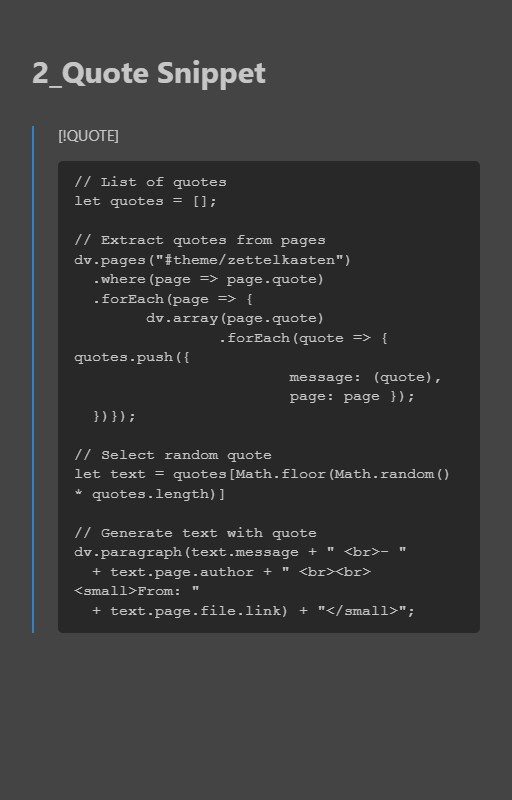 2_Quote Snippet
[!QUOTE]
// List of quotes
let quotes = [];
// Extract quotes from pages
dv.pages("#theme/zettelkasten")
.where(page => page.quote)
.forEach(page => {
dv.array(page.quote)
.forEach(quote => {
quotes.push({
message: (quote),
page: page });
})});
// Select random quote
let text = quotes[Math.floor(Math.random()
* quotes.length)]
// Generate text with quote
dv.paragraph(text.message + " <br>- "
+ text.page.author + " <br><br>
<small>From: "
+ text.page.file.link) + "</small>";